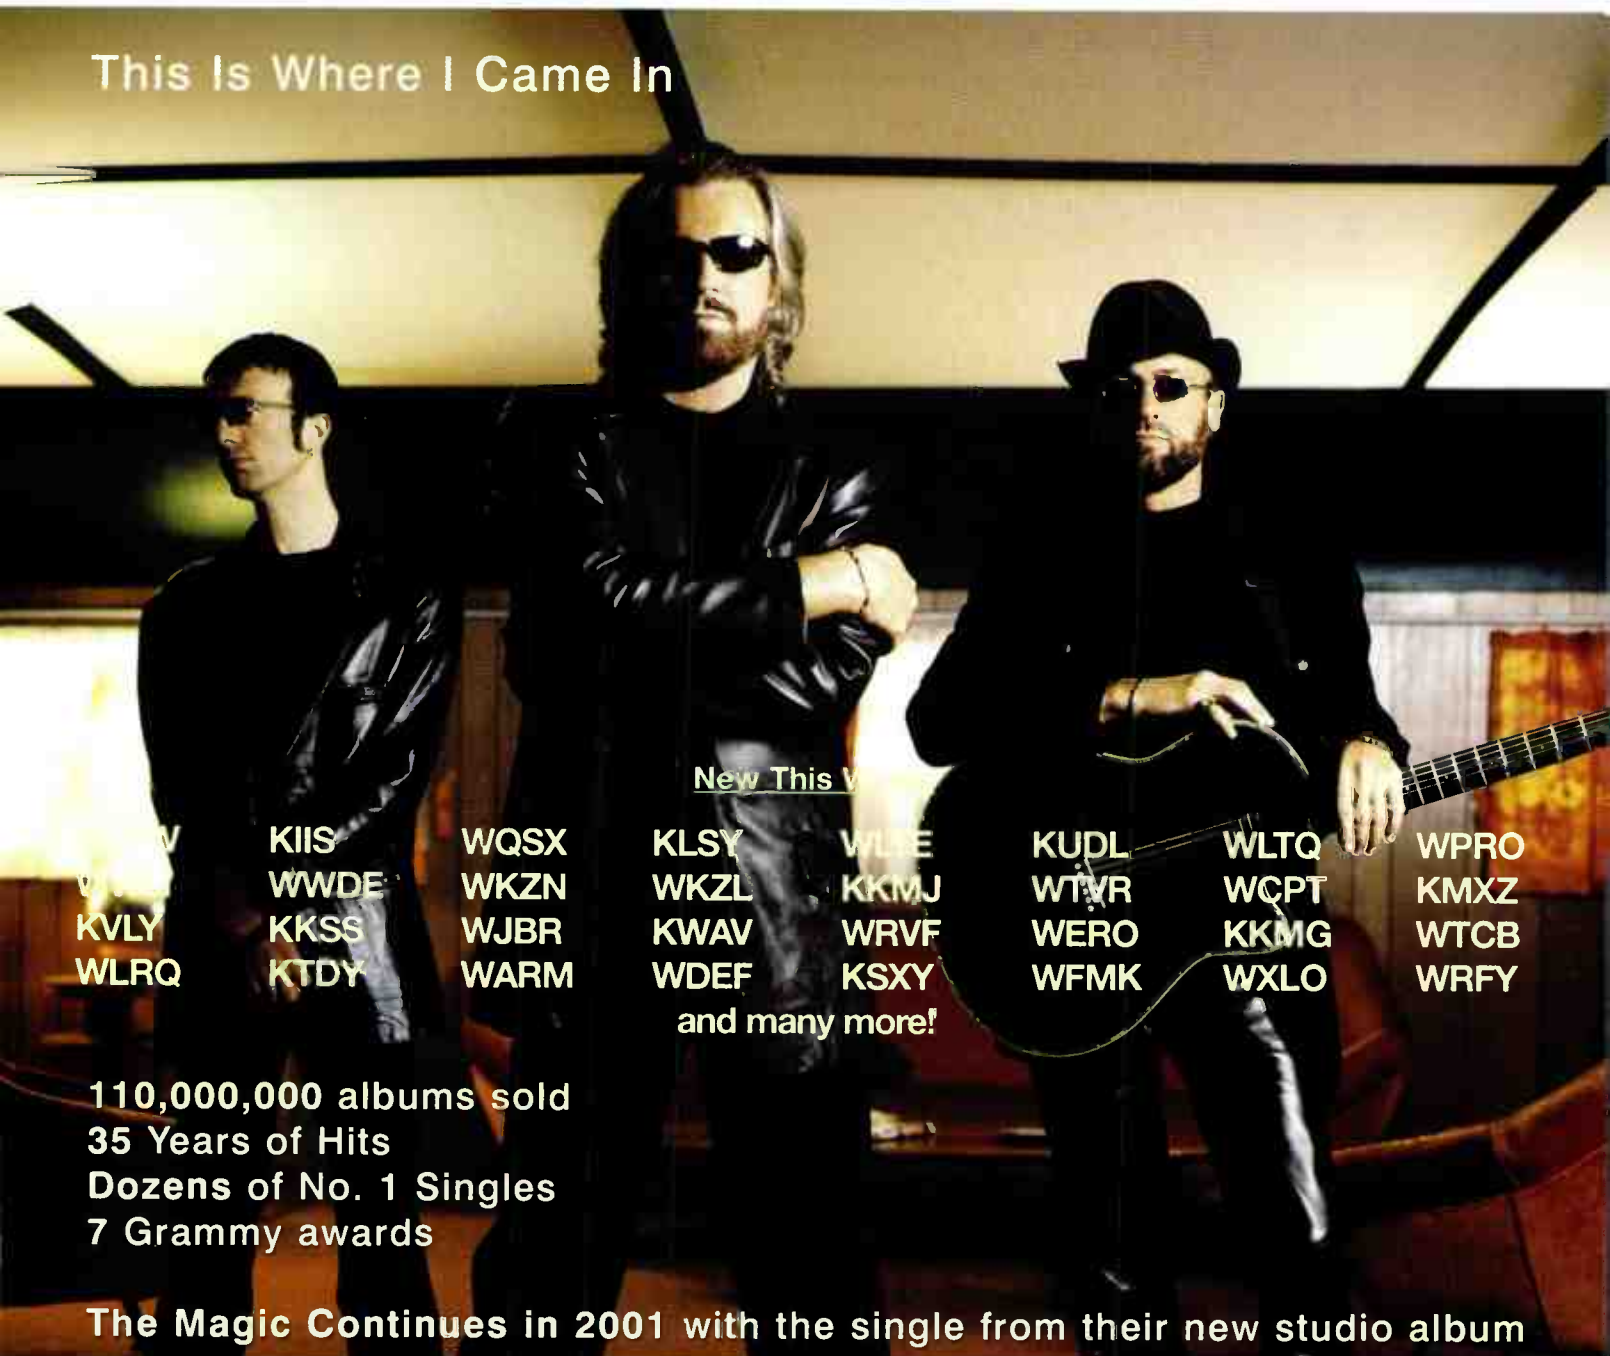 This Is Where I Came In
New This
KIIS WQSX KLSY KUDL WLTQ WPRO
WWDE WKZN WKZL KKMJ WTVR WCPT KMXZ
KVLY KKSS WJBR KWAV WRVF WERO KKMG WTCB
WLRQ KTDY WARM WDEF KSXY WFMK WXLO WRFY
and many more!
110,000,000 albums sold
35 Years of Hits
Dozens of No. 1 Singles
7 Grammy awards
The Magic Continues in 2001 with the single from their new studio album